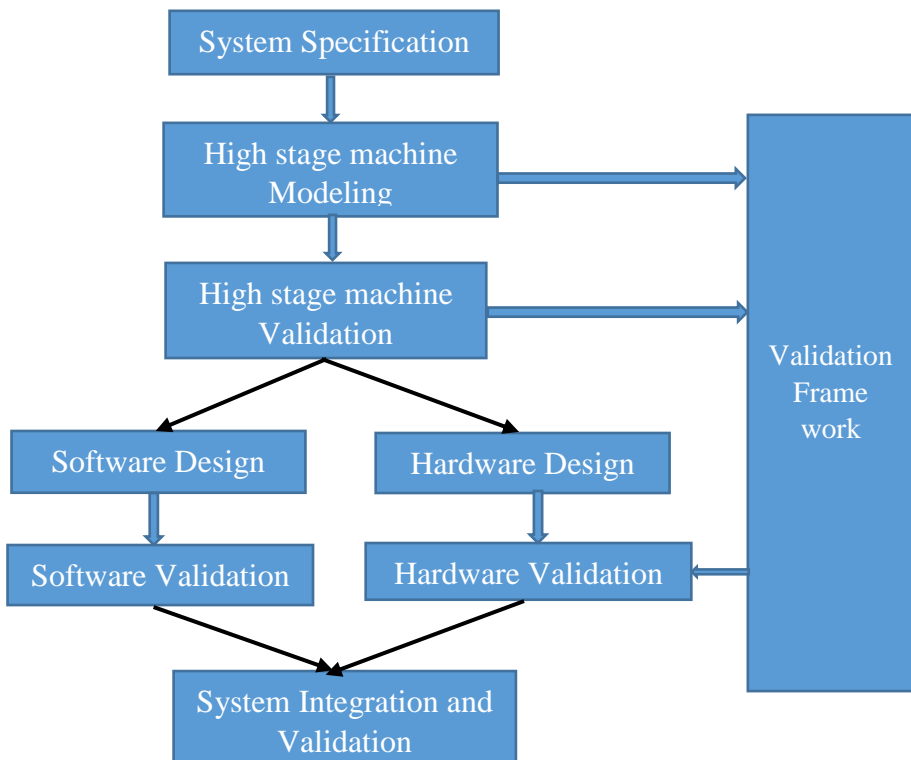 System Specification
High stage machine
Modeling
High stage machine
Validation
Validation
Frame
work
Software Design
Hardware Design
Software Validation
Hardware Validation
System Integration and
Validation